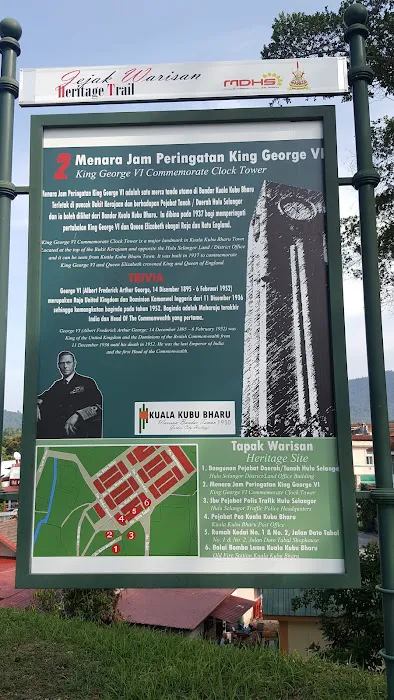 Jejak Warisan
Heritage Trail
MDHS
2 Menara Jam Peringatan King George VI
King George VI Commemorate Clock Tower
Menara Jam Peringatan King George VI adalah satu merca tanda utama di Bandar Kuala Kubu Bharu
Terletak di puncak Bukit Kerajaan dan berhadapan Pejabat Tanah / Daerah Hulu Selangor
dan ia boleh dilihat dari Bandar Kuala Kubu Bharu. Ia dibina pada 1937 bagi memperingati
pertabalan King George VI dan Queen Elizabeth sebagai Raja dan Ratu England.
King George VI Commemorate Clock Tower is a major landmark in Kuala Kubu Bharu Town
Located at the top of Bukit Kerajaan and opposite the Hulu Selangor Land / District Office
and it can be seen from Kuala Kubu Bharu Town. It was built in 1937 to commemorate
King George VI and Queen Elizabeth crowned King and Queen of England
TRIVIA
George VI (Albert Frederick Arthur George, 14 Disember 1895 - 6 Februari 1952)
merupakan Raja United Kingdom dan Dominion Komanwel Inggeris dari 11 Disember 1936
sehingga kemangkatan baginda pada tahun 1952. Baginda adalah Maharaja terakhir
India dan Head Of The Commonwealth yang pertama.
George VI (Albert Frederick Arthur George; 14 December 1895 - 6 February 1952) was
King of the United Kingdom and the Dominions of the British Commonwealth from
11 December 1936 until his death in 1952. He was the last Emperor of India
and the first Head of the Commonwealth.
KUALA KUBU BHARU
1930
Tapak Warisan
Heritage Site
1. Bangunan Pejabat Daerah/Tanah Hulu Selangor
Hulu Selangor District/Land Office Building
2. Menara Jam Peringatan King George VI
King George VI Commemorate Clock Tower
3. Ibu Pejabat Polis Trafik Hulu Selangor
Hulu Selangor Traffic Police Headquarters
4. Pejabat Pos Kuala Kubu Bharu
Kuala Kubu Bharu Post Office
5. Rumah Kedai No. 1 & No. 2, Jalan Dato Tabal
No. 1 & No. 2, Jalan Dato Tabal Shophouse
6. Balai Bomba Lama Kuala Kubu Bharu
Old Fire Station Kuala Kubu Bharu
6
5
4
3
2
1